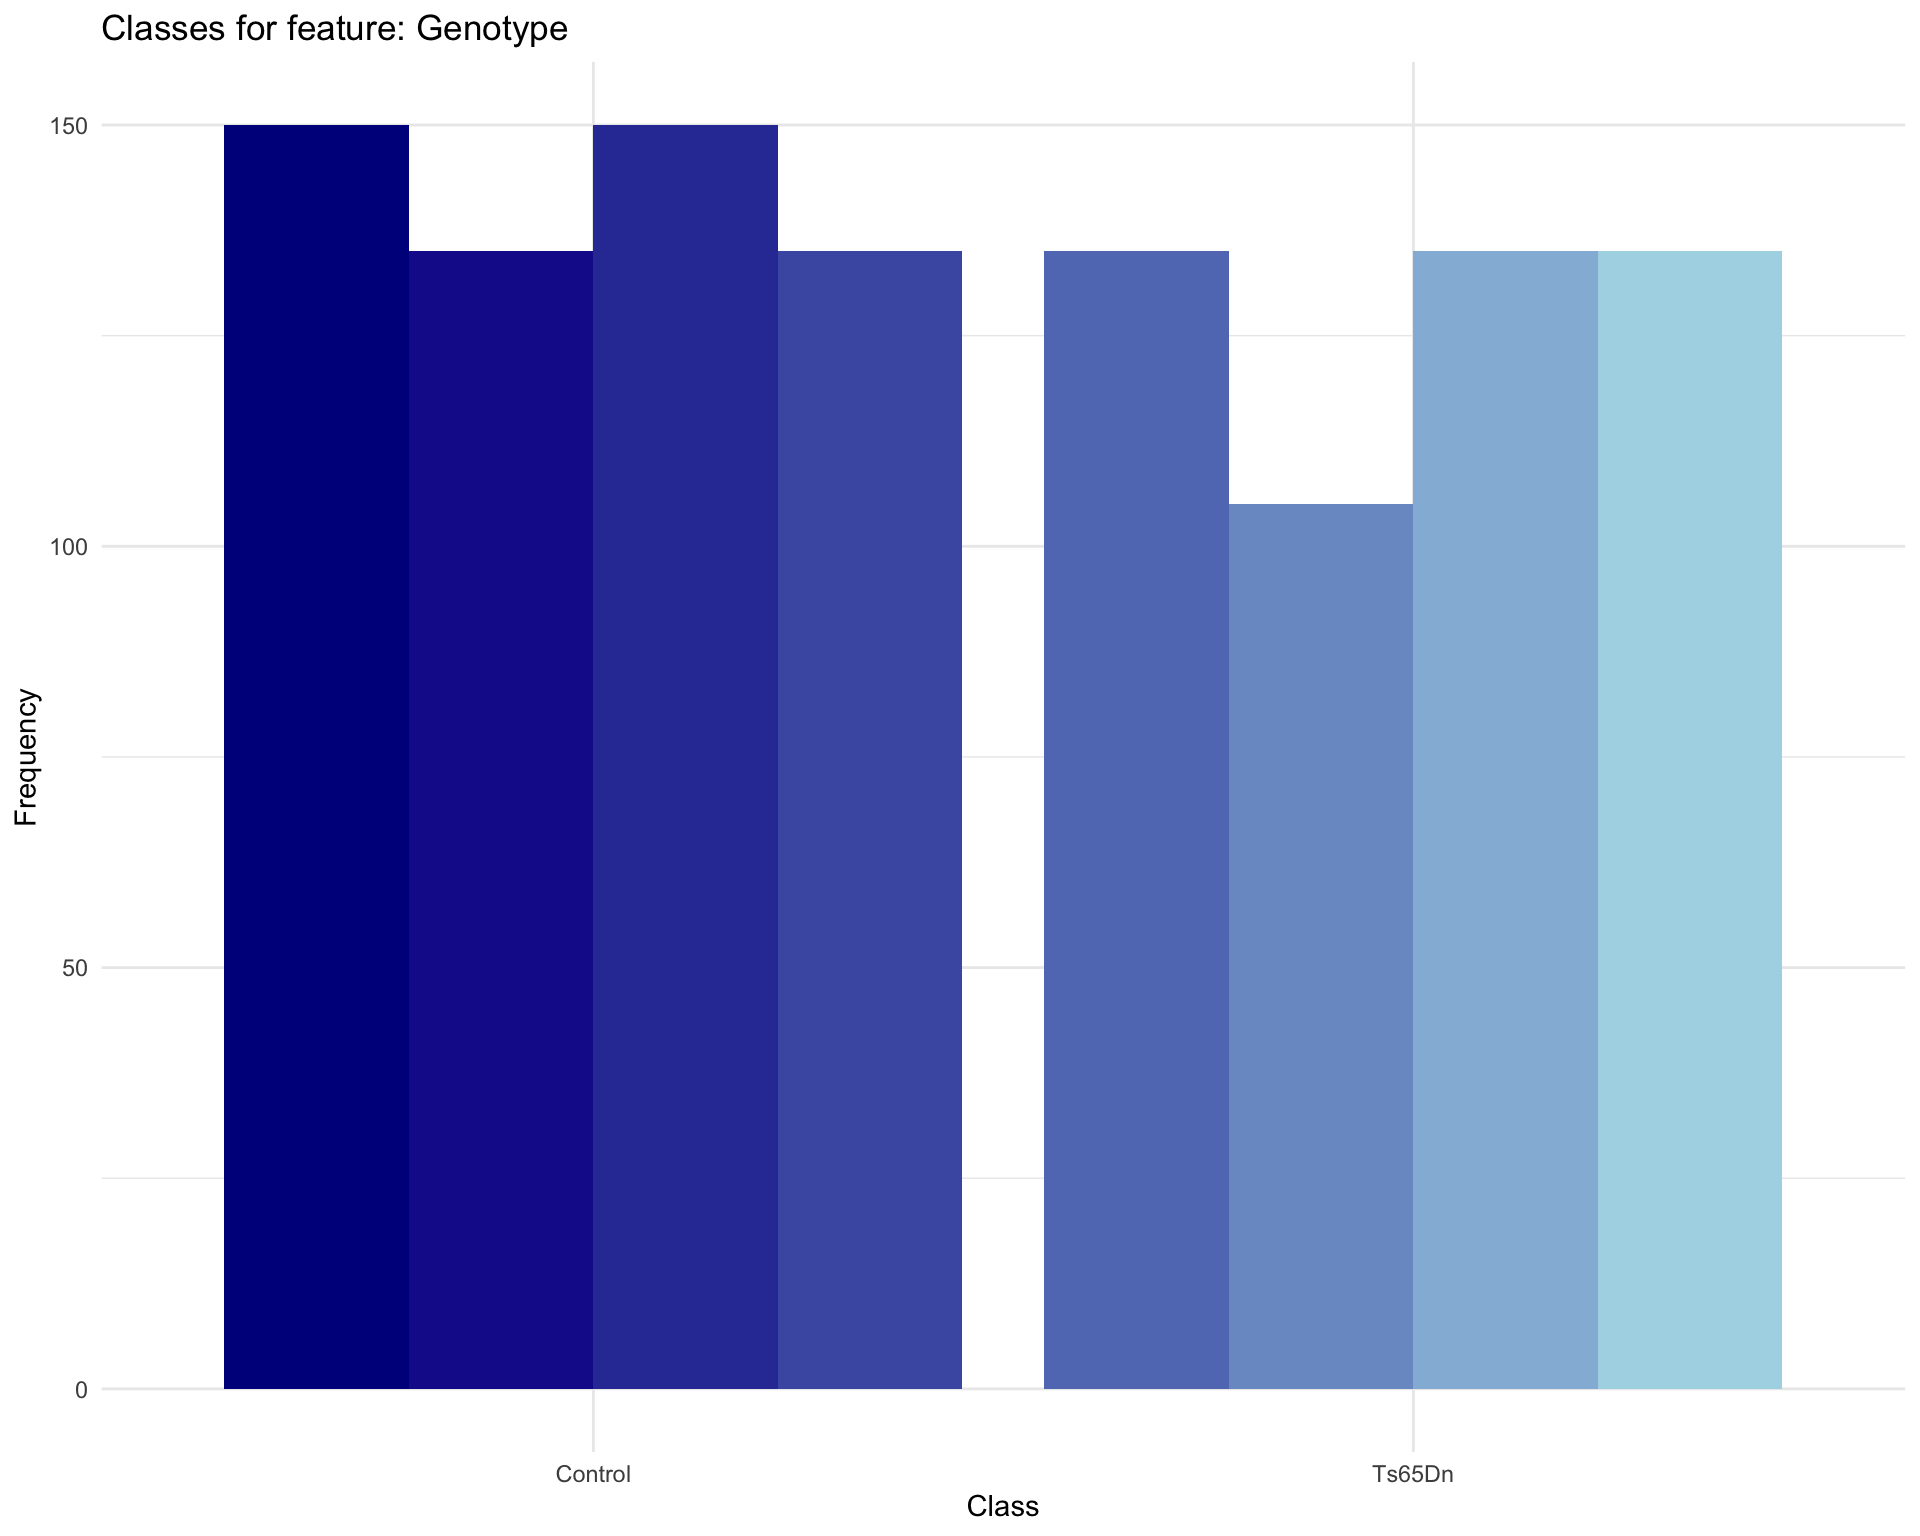 Classes for feature: Genotype
150
100
50
0
Frequency
Control
Ts65Dn
Class